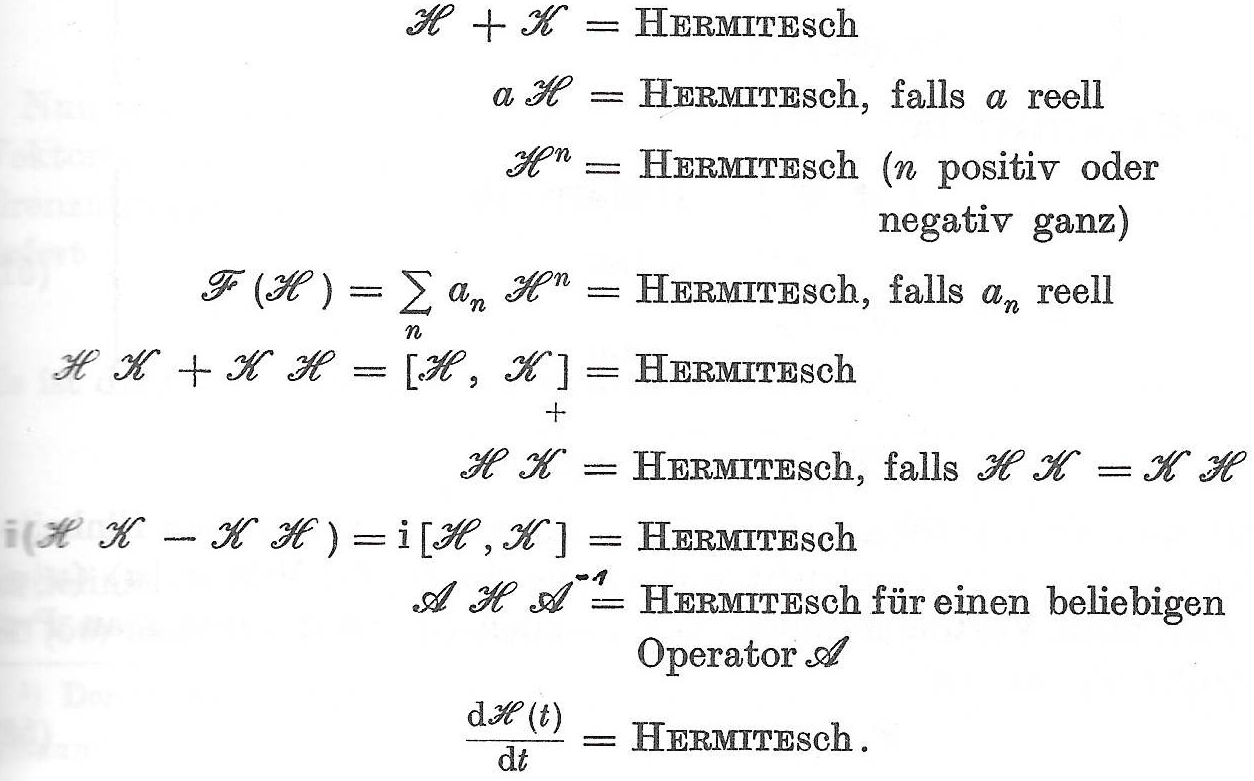 ℋ + 𝒦 = HERMITEsch
a ℋ = HERMITEsch, falls a reell
ℋⁿ = HERMITEsch (n positiv oder
negativ ganz)
ℱ (ℋ) = ∑ₙ aₙ ℋⁿ = HERMITEsch, falls aₙ reell
ℋ 𝒦 + 𝒦 ℋ = [ℋ, 𝒦]₊ = HERMITEsch
ℋ 𝒦 = HERMITEsch, falls ℋ 𝒦 = 𝒦 ℋ
i(ℋ 𝒦 − 𝒦 ℋ) = i[ℋ, 𝒦] = HERMITEsch
𝒜 ℋ 𝒜⁻¹ = HERMITEsch für einen beliebigen
Operator 𝒜
dℋ(t)/dt = HERMITEsch.